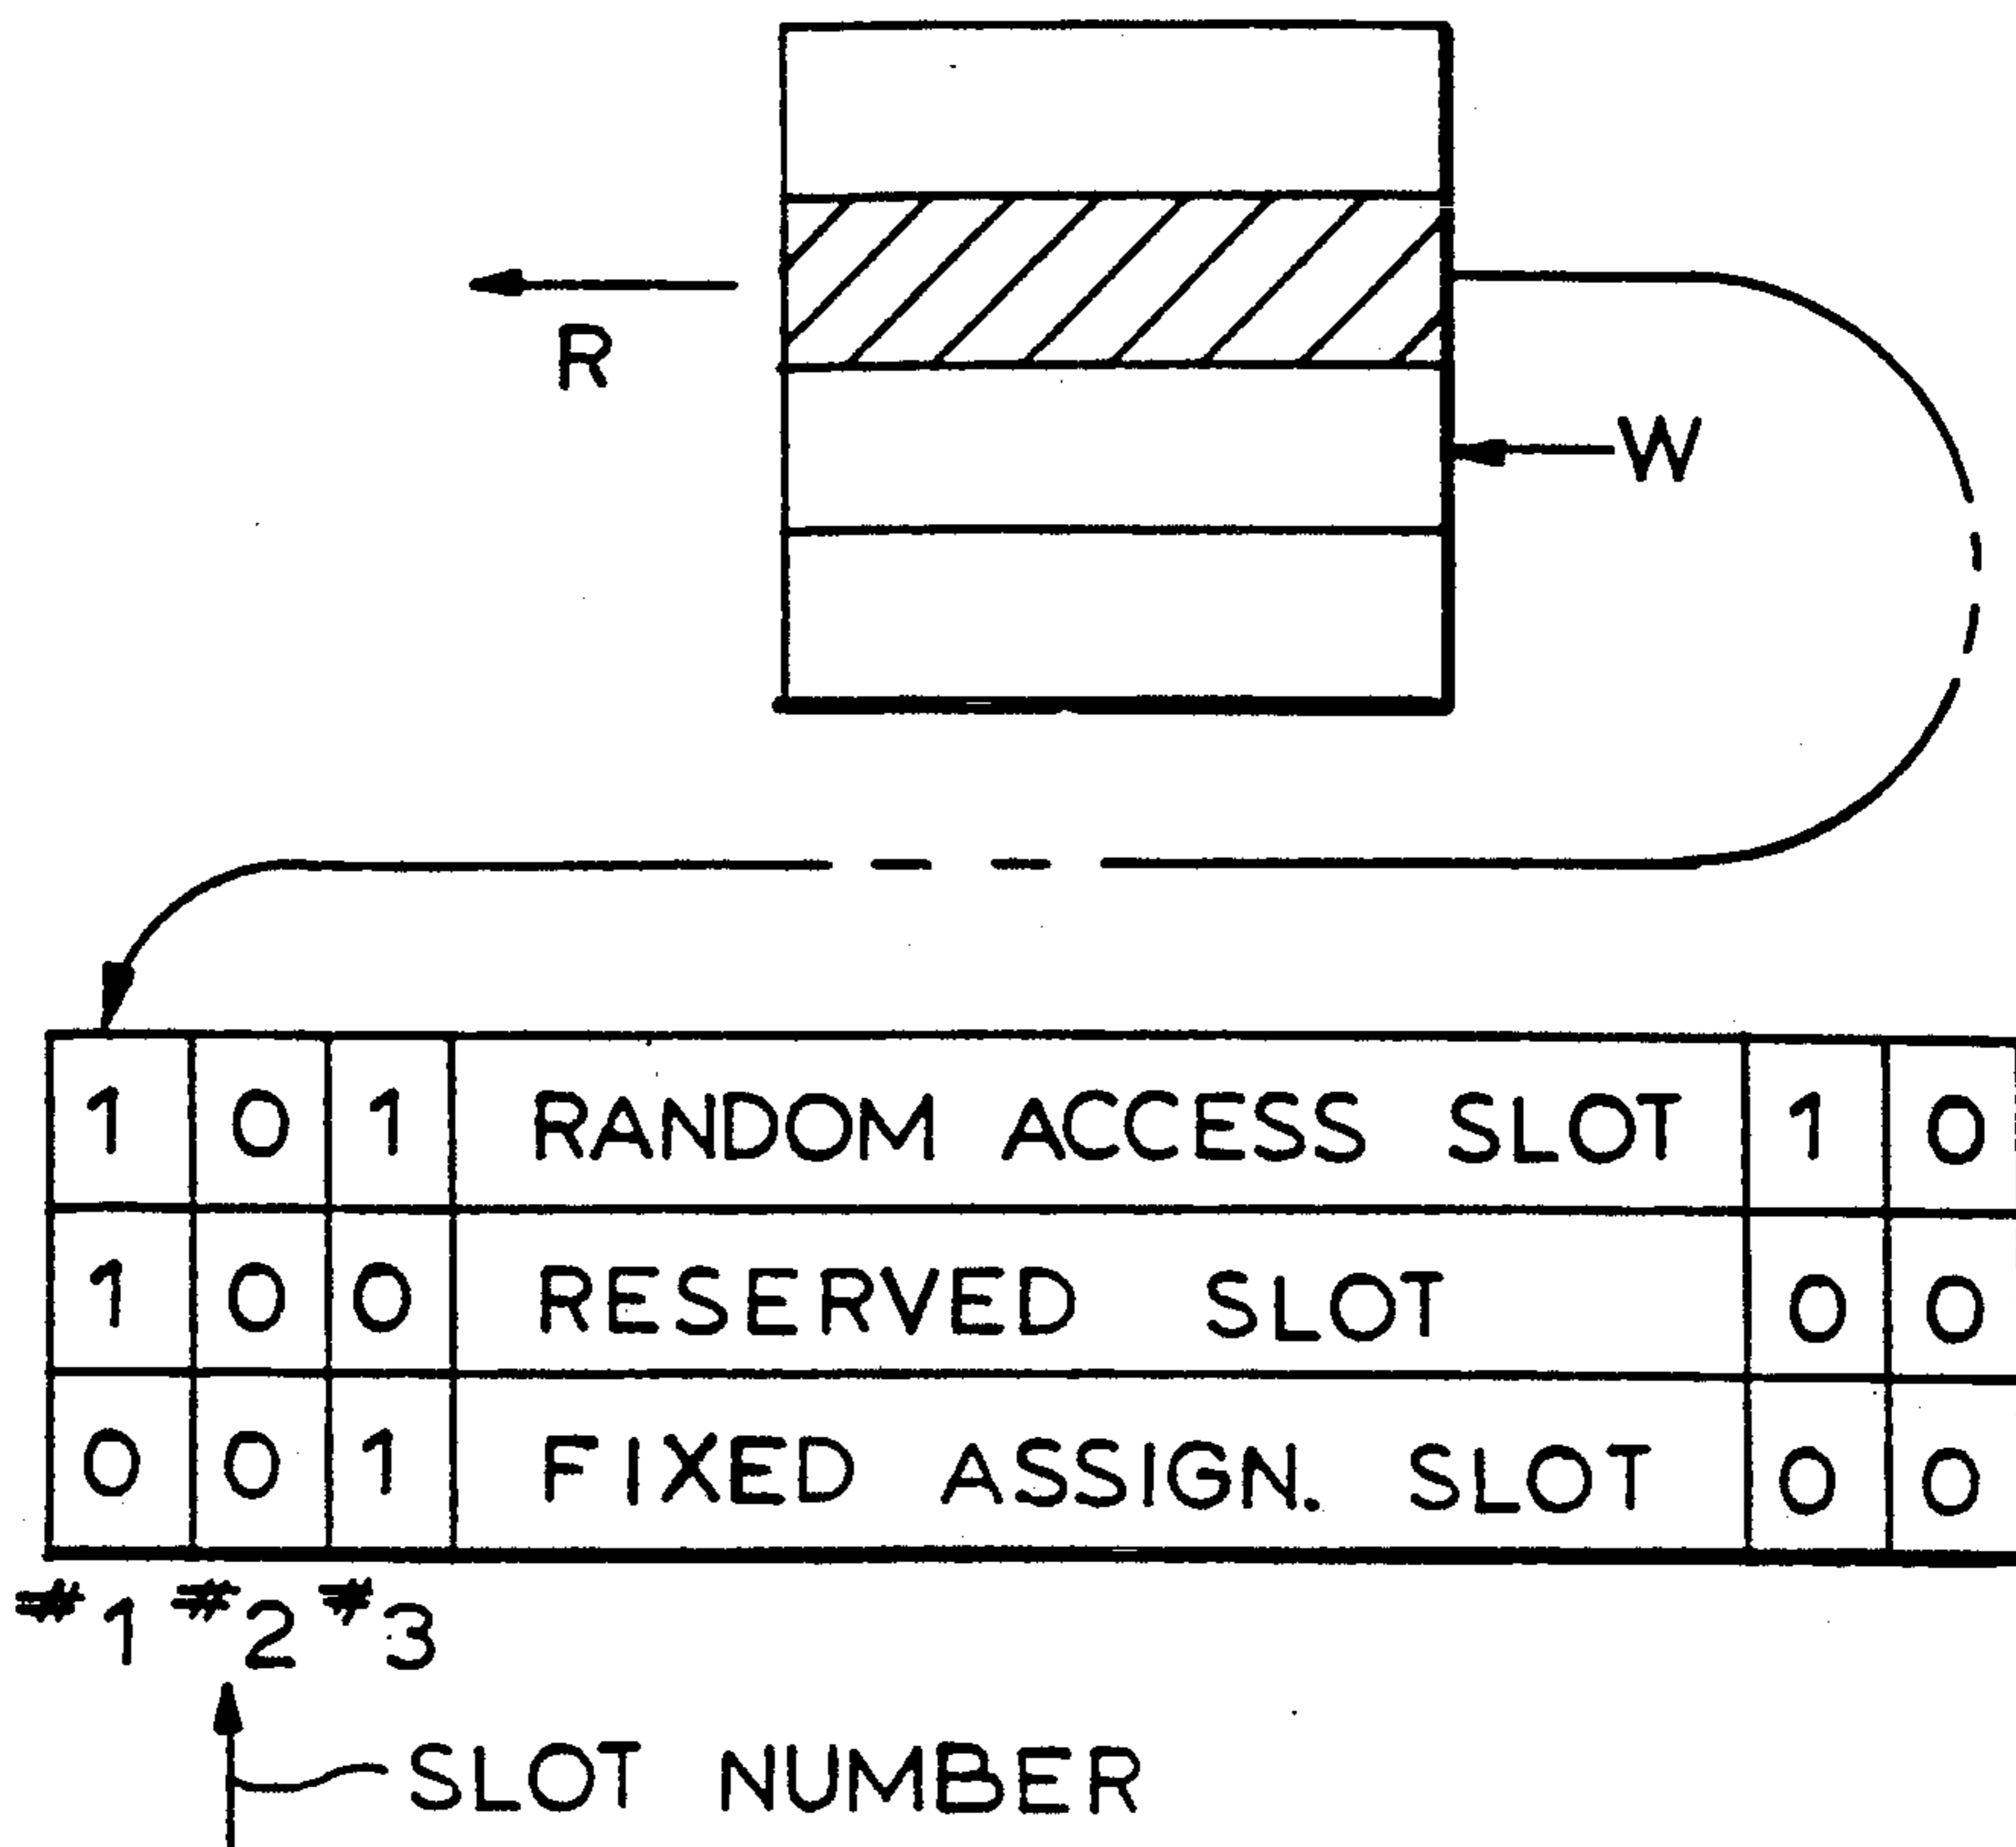 R
W
1 0 1 RANDOM ACCESS SLOT 1 0
1 0 0 RESERVED SLOT 0 0
0 0 1 FIXED ASSIGN. SLOT 0 0
#1 #2 #3
SLOT NUMBER